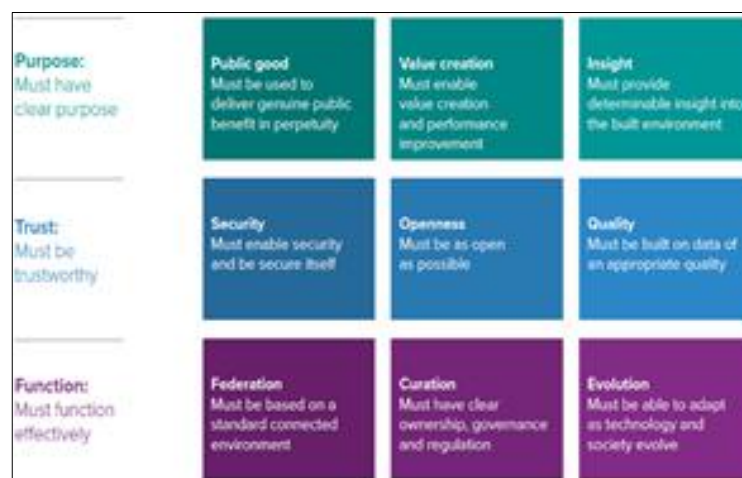 Purpose:
Must have
clear purpose
Public good
Must be used to
deliver genuine public
benefit in perpetuity
Value creation
Must enable
value creation
and performance
improvement
Insight
Must provide
determinable insight into
the built environment
Trust:
Must be
trustworthy
Security
Must enable security
and be secure itself
Openness
Must be as open
as possible
Quality
Must be built on data of
an appropriate quality
Function:
Must function
effectively
Federation
Must be based on a
standard connected
environment
Curation
Must have clear
ownership, governance
and regulation
Evolution
Must be able to adapt
as technology and
society evolve